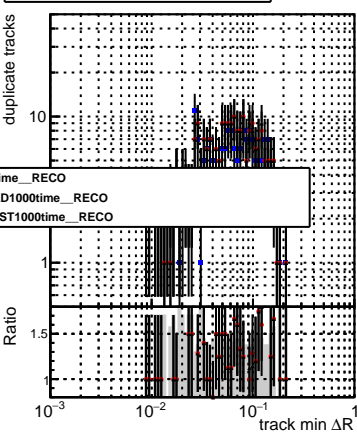 duplicate tracks
10
ime__RECO
D1000time__RECO
ST1000time__RECO
1
Ratio
1.5
1
10−3
10−2
10−1
1
track min ΔR